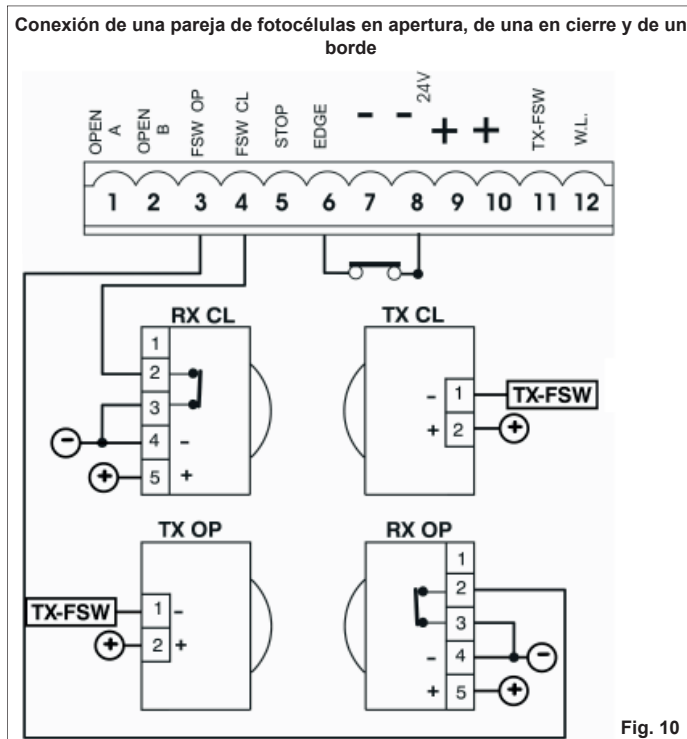 Conexión de una pareja de fotocélulas en apertura, de una en cierre y de un
borde
OPEN A
OPEN B
FSW OP
FSW CL
STOP
EDGE
-
-
24V
+
+
TX-FSW
W.L.
1 2 3 4 5 6 7 8 9 10 11 12
RX CL
1
2
3
4 -
5 +
-
+
TX CL
- 1 TX-FSW
+ 2 +
TX OP
TX-FSW 1 -
+ 2 +
RX OP
1
2
3
- 4 -
+ 5 +
Fig. 10